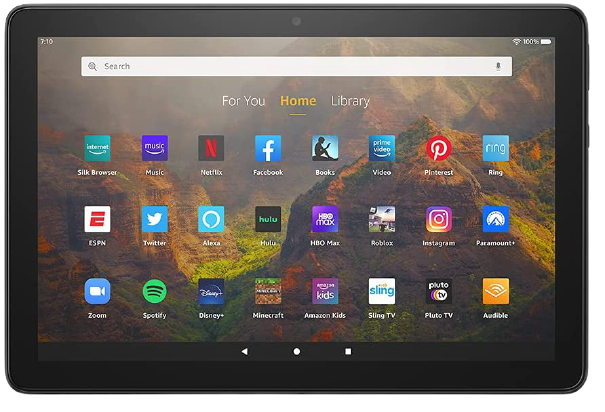 7:10
100%
Search
For You Home Library
internet music N f prime video ring
Silk Browser Music Netflix Facebook Books Video Pinterest Ring
E hulu HBO MAX
ESPN Twitter Alexa Hulu HBO Max Roblox Instagram Paramount+
Disney+ MINECRAFT amazon kids sling pluto tv
Zoom Spotify Disney+ Minecraft Amazon Kids Sling TV Pluto TV Audible